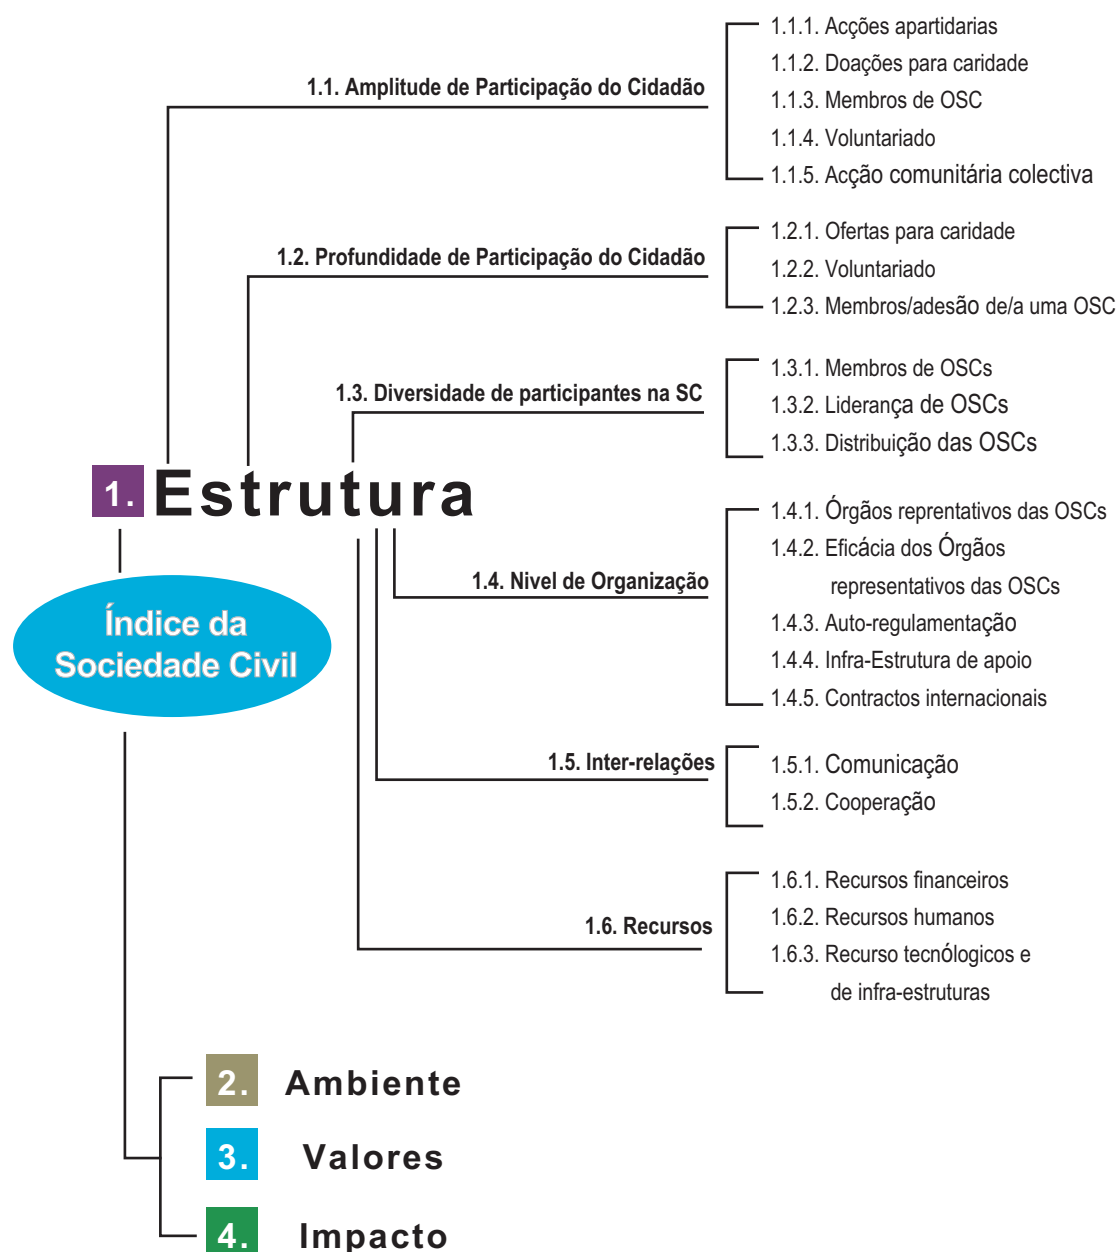 1.1. Amplitude de Participação do Cidadão
1.1.1. Acções apartidarias
1.1.2. Doações para caridade
1.1.3. Membros de OSC
1.1.4. Voluntariado
1.1.5. Acção comunitária colectiva
1.2. Profundidade de Participação do Cidadão
1.2.1. Ofertas para caridade
1.2.2. Voluntariado
1.2.3. Membros/adesão de/a uma OSC
1.3. Diversidade de participantes na SC
1.3.1. Membros de OSCs
1.3.2. Liderança de OSCs
1.3.3. Distribuição das OSCs
1. Estrutura
1.4. Nivel de Organização
1.4.1. Órgãos reprentativos das OSCs
1.4.2. Eficácia dos Órgãos
representativos das OSCs
1.4.3. Auto-regulamentação
1.4.4. Infra-Estrutura de apoio
1.4.5. Contractos internacionais
Índice da
Sociedade Civil
1.5. Inter-relações
1.5.1. Comunicação
1.5.2. Cooperação
1.6. Recursos
1.6.1. Recursos financeiros
1.6.2. Recursos humanos
1.6.3. Recurso tecnólogicos e
de infra-estruturas
2. Ambiente
3. Valores
4. Impacto